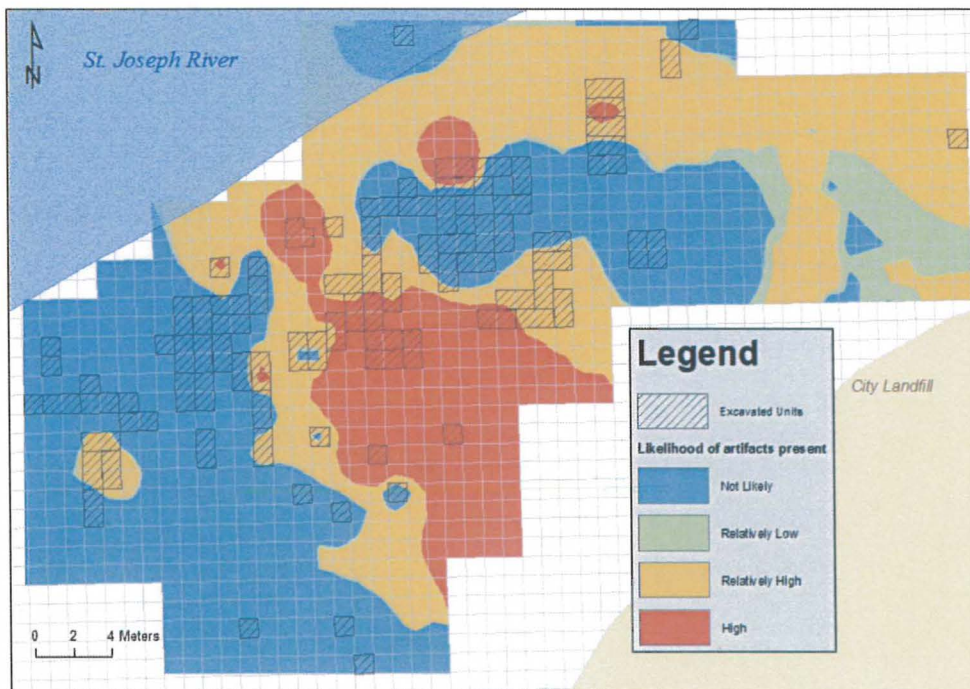 St. Joseph River
N
Legend
Excavated Units
City Landfill
Likelihood of artifacts present
Not Likely
Relatively Low
Relatively High
High
0 2 4 Meters